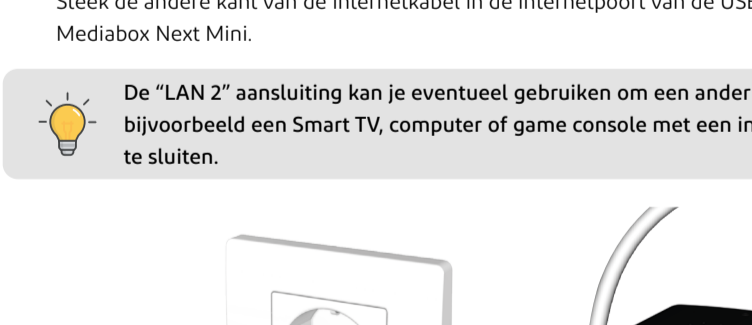 Steek de andere kant van de internetkabel in de internetpoort van de USB
Mediabox Next Mini.
De “LAN 2” aansluiting kan je eventueel gebruiken om een ander
bijvoorbeeld een Smart TV, computer of game console met een
te sluiten.